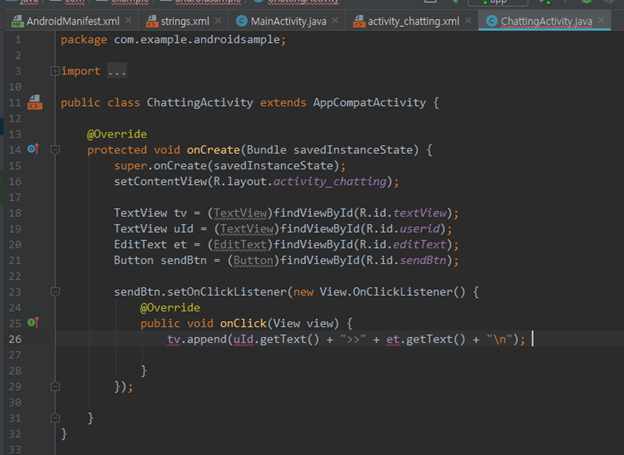 AndroidManifest.xml × strings.xml × MainActivity.java × activity_chatting.xml × ChattingActivity.java ×
1 package com.example.androidsample;
2
3 import ...
10
11 public class ChattingActivity extends AppCompatActivity {
12
13 @Override
14 protected void onCreate(Bundle savedInstanceState) {
15 super.onCreate(savedInstanceState);
16 setContentView(R.layout.activity_chatting);
17
18 TextView tv = (TextView)findViewById(R.id.textView);
19 TextView uId = (TextView)findViewById(R.id.userid);
20 EditText et = (EditText)findViewById(R.id.editText);
21 Button sendBtn = (Button)findViewById(R.id.sendBtn);
22
23 sendBtn.setOnClickListener(new View.OnClickListener() {
24 @Override
25 public void onClick(View view) {
26 tv.append(uId.getText() + ">>" + et.getText() + "\n");
27
28 }
29 });
30
31 }
32 }
33